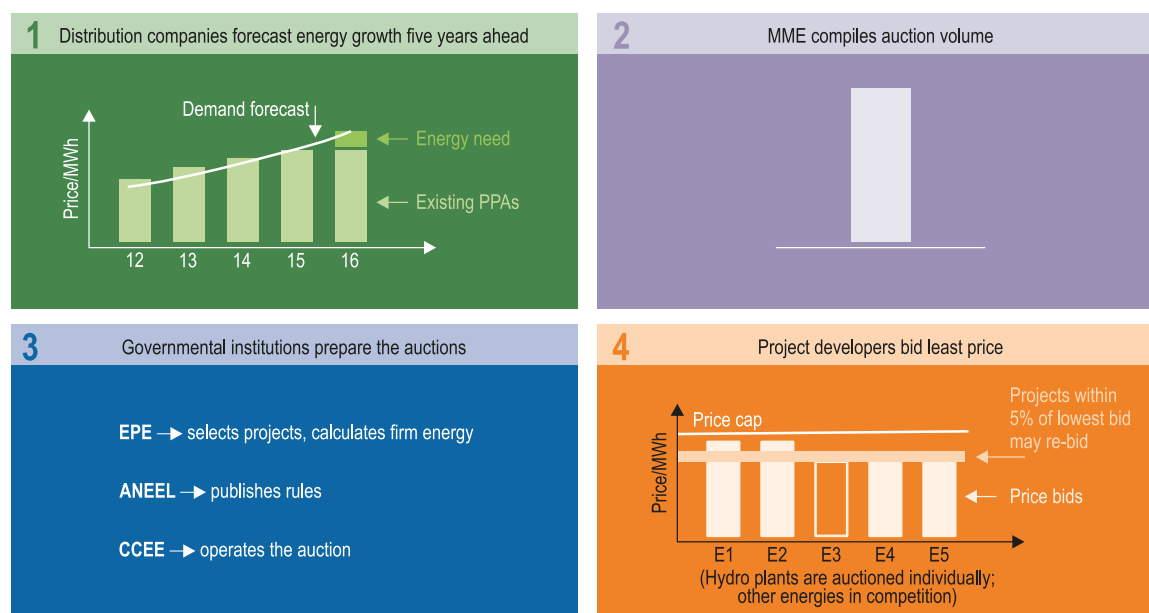 1 Distribution companies forecast energy growth five years ahead
Demand forecast
Energy need
Existing PPAs
Price/MWh
12 13 14 15 16
2 MME compiles auction volume
3 Governmental institutions prepare the auctions
EPE → selects projects, calculates firm energy
ANEEL → publishes rules
CCEE → operates the auction
4 Project developers bid least price
Projects within
5% of lowest bid
may re-bid
Price cap
Price bids
Price/MWh
E1 E2 E3 E4 E5
(Hydro plants are auctioned individually;
other energies in competition)